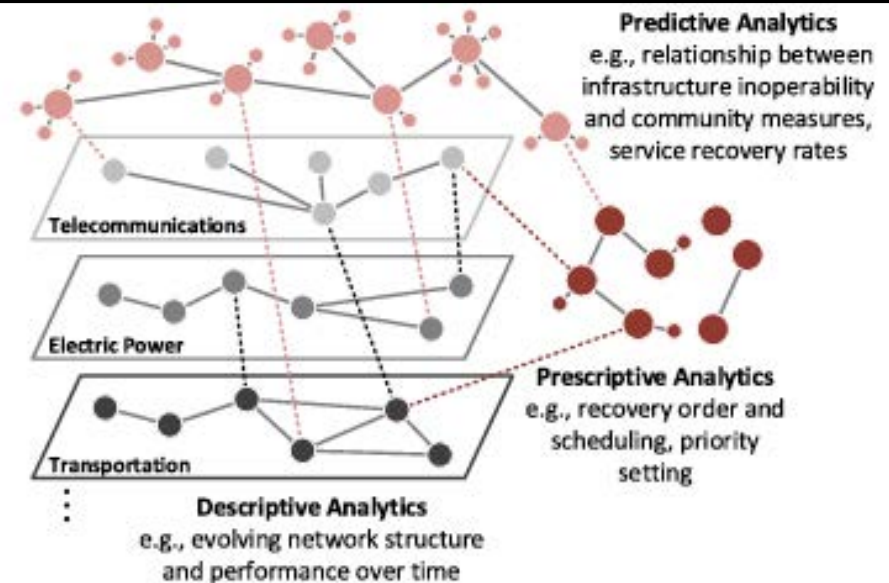 Predictive Analytics
e.g., relationship between
infrastructure inoperability
and community measures,
service recovery rates
Telecommunications
Electric Power
Transportation
Prescriptive Analytics
e.g., recovery order and
scheduling, priority
setting
Descriptive Analytics
e.g., evolving network structure
and performance over time